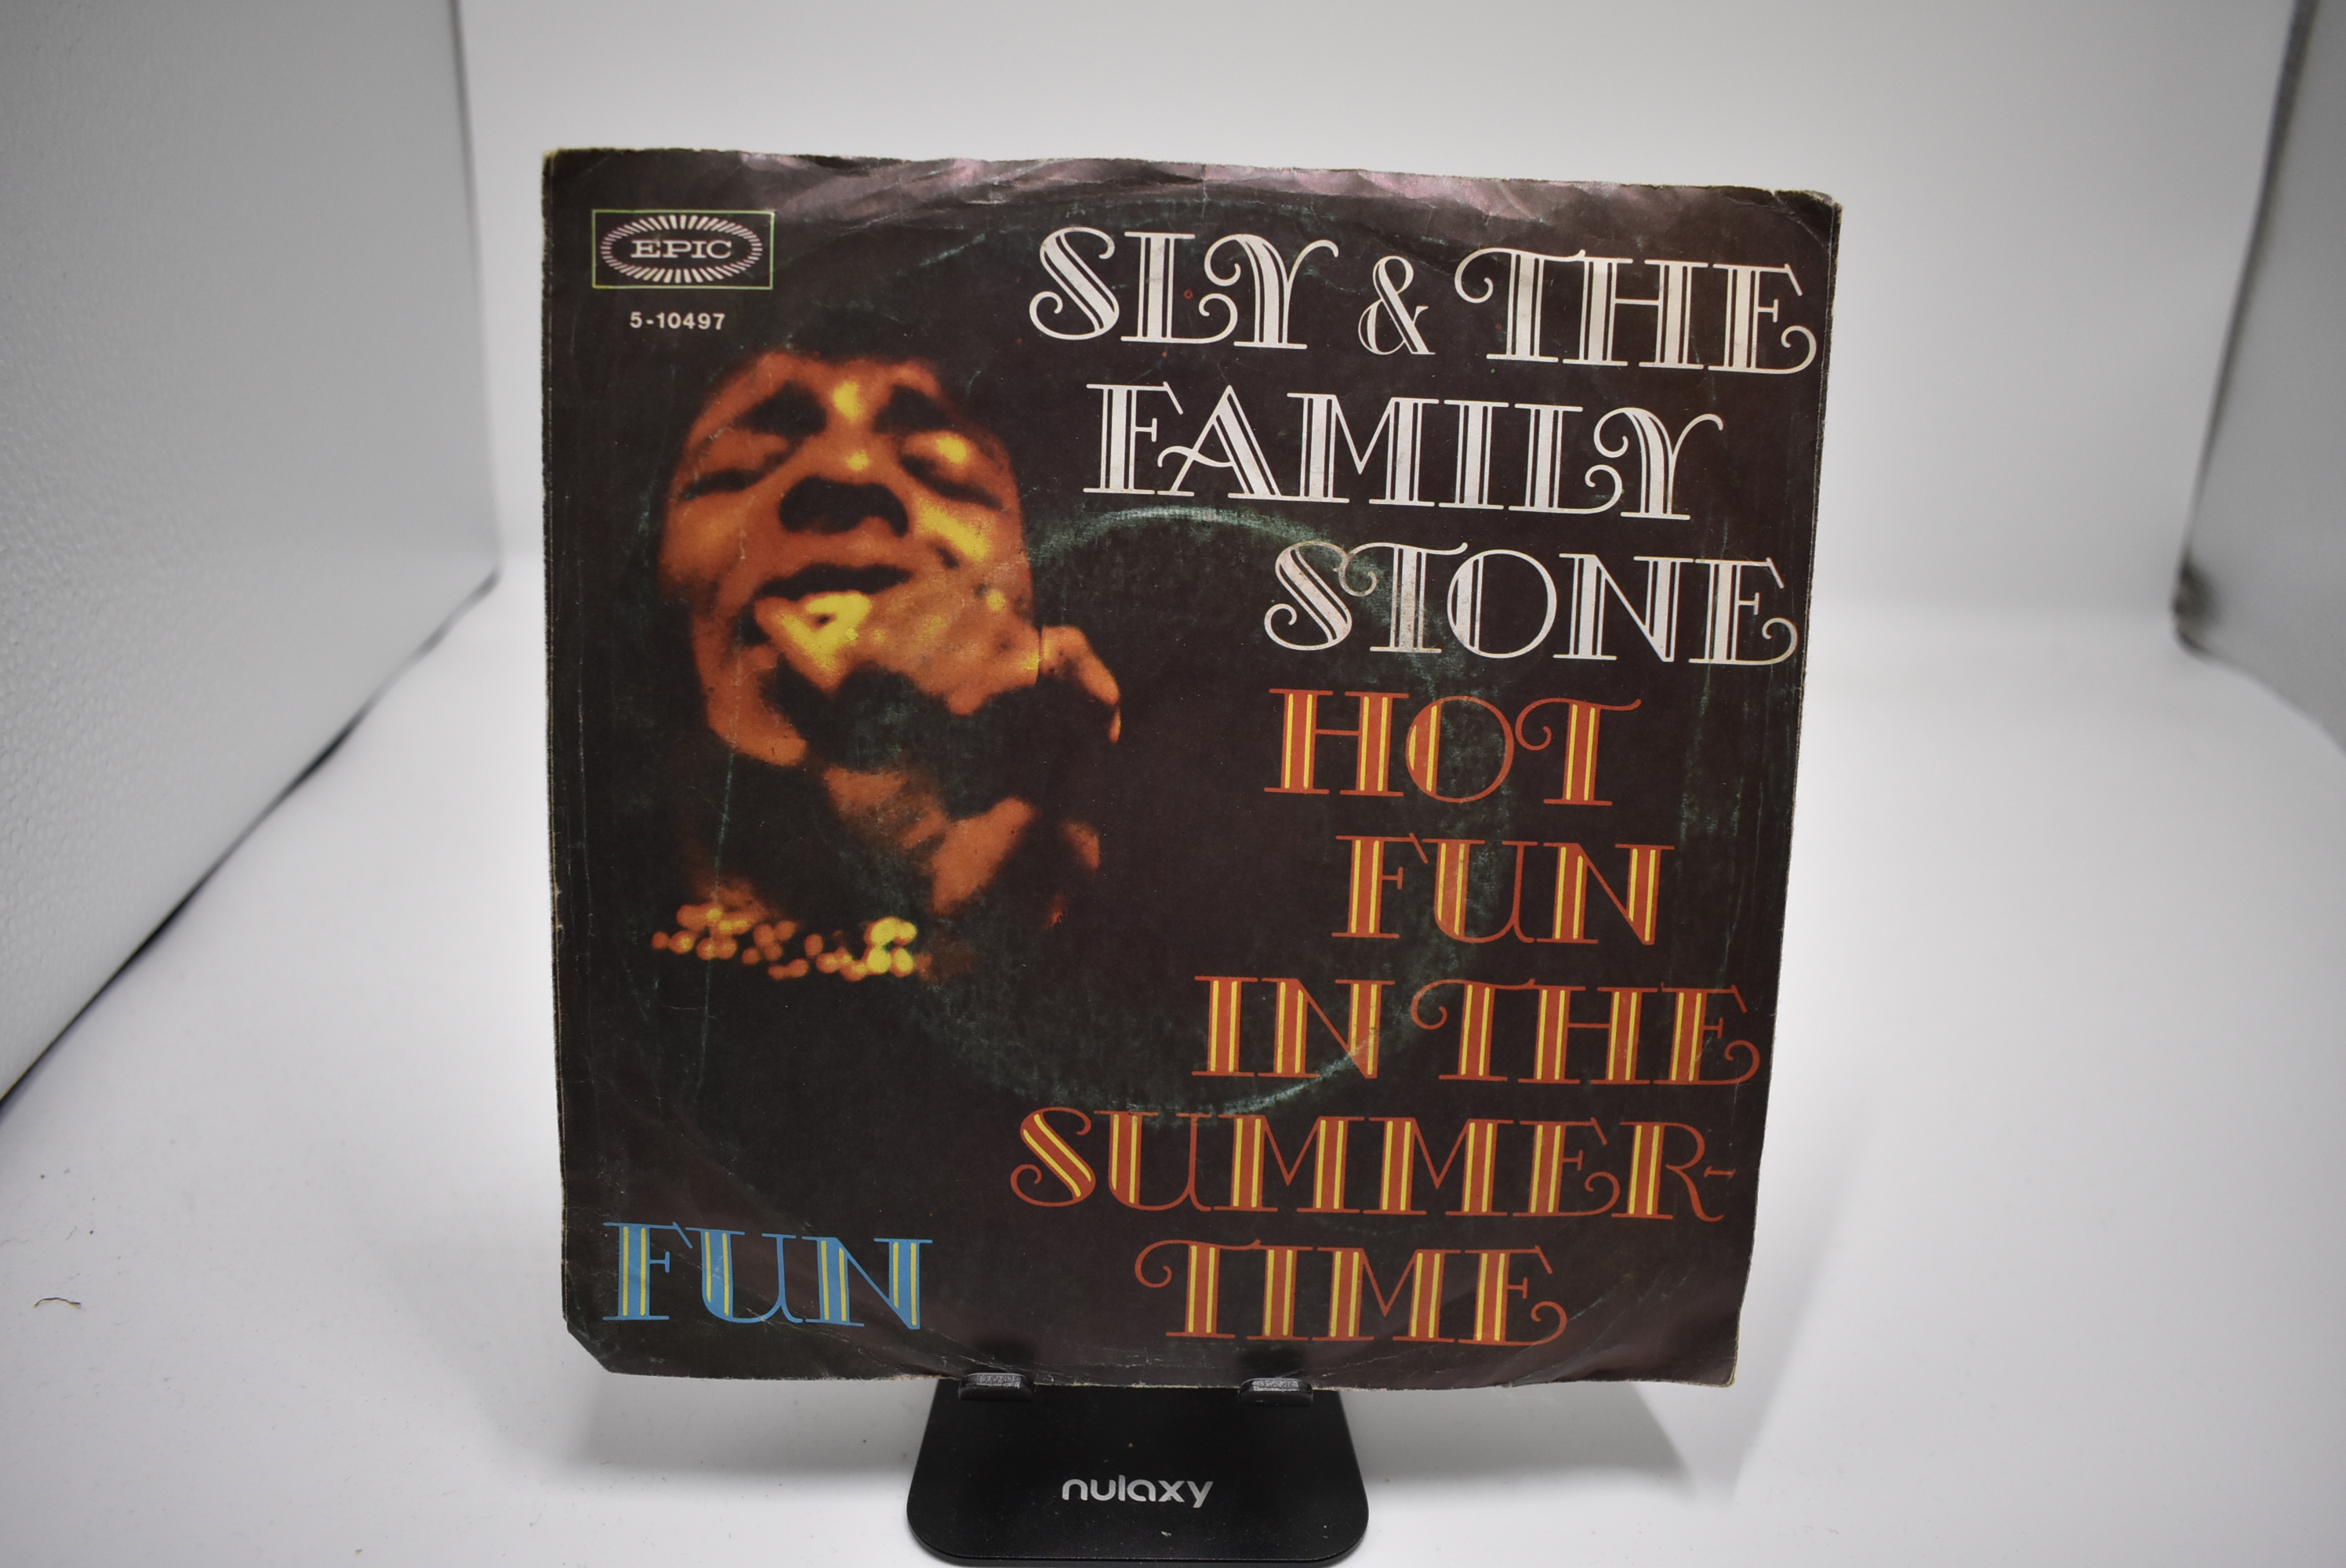 EPIC
5-10497
SLY & THE
FAMILY
STONE
HOT
FUN
IN THE
SUMMER-
TIME
FUN
nulaxy